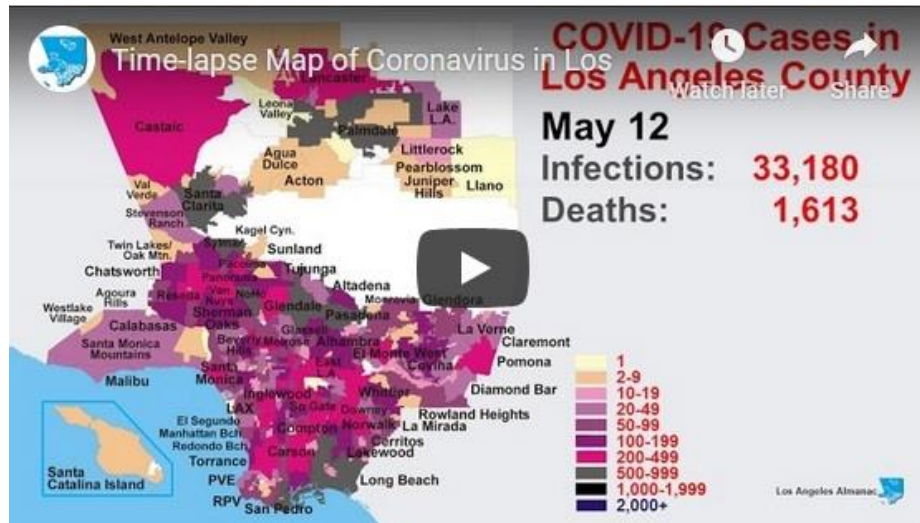 Time-lapse Map of Coronavirus in Los
COVID-19 Cases in
Los Angeles County
Watch later
Share
May 12
Infections: 33,180
Deaths: 1,613
West Antelope Valley
Lancaster
Castaic
Leona
Valley
Palmdale
Lake
L.A.
Littlerock
Agua
Dulce
Pearblossom
Acton
Juniper
Hills
Llano
Val
Verde
Santa
Clarita
Stevenson
Ranch
Kagel Cyn.
Twin Lakes/
Oak Mtn.
Sylmar
Sunland
Chatsworth
Pacoima
Tujunga
Panorama
Altadena
Agoura
Hills
Reseda
Van
Nuys
NoHo
Glendale
Monrovia
Glendora
Westlake
Village
Sherman
Oaks
Pasadena
Calabasas
Glassell
La Verne
Santa Monica
Mountains
Beverly
Hills
Melrose
Alhambra
Claremont
El Monte
West
Covina
Pomona
Malibu
Santa
Monica
East
L.A.
Diamond Bar
Inglewood
Whittier
LAX
So Gate
Downey
Rowland Heights
El Segundo
Compton
Norwalk
La Mirada
Manhattan Bch
Cerritos
Redondo Bch
Lakewood
Torrance
Carson
Long Beach
PVE
RPV
San Pedro
Santa
Catalina Island
1
2-9
10-19
20-49
50-99
100-199
200-499
500-999
1,000-1,999
2,000+
Los Angeles Almanac